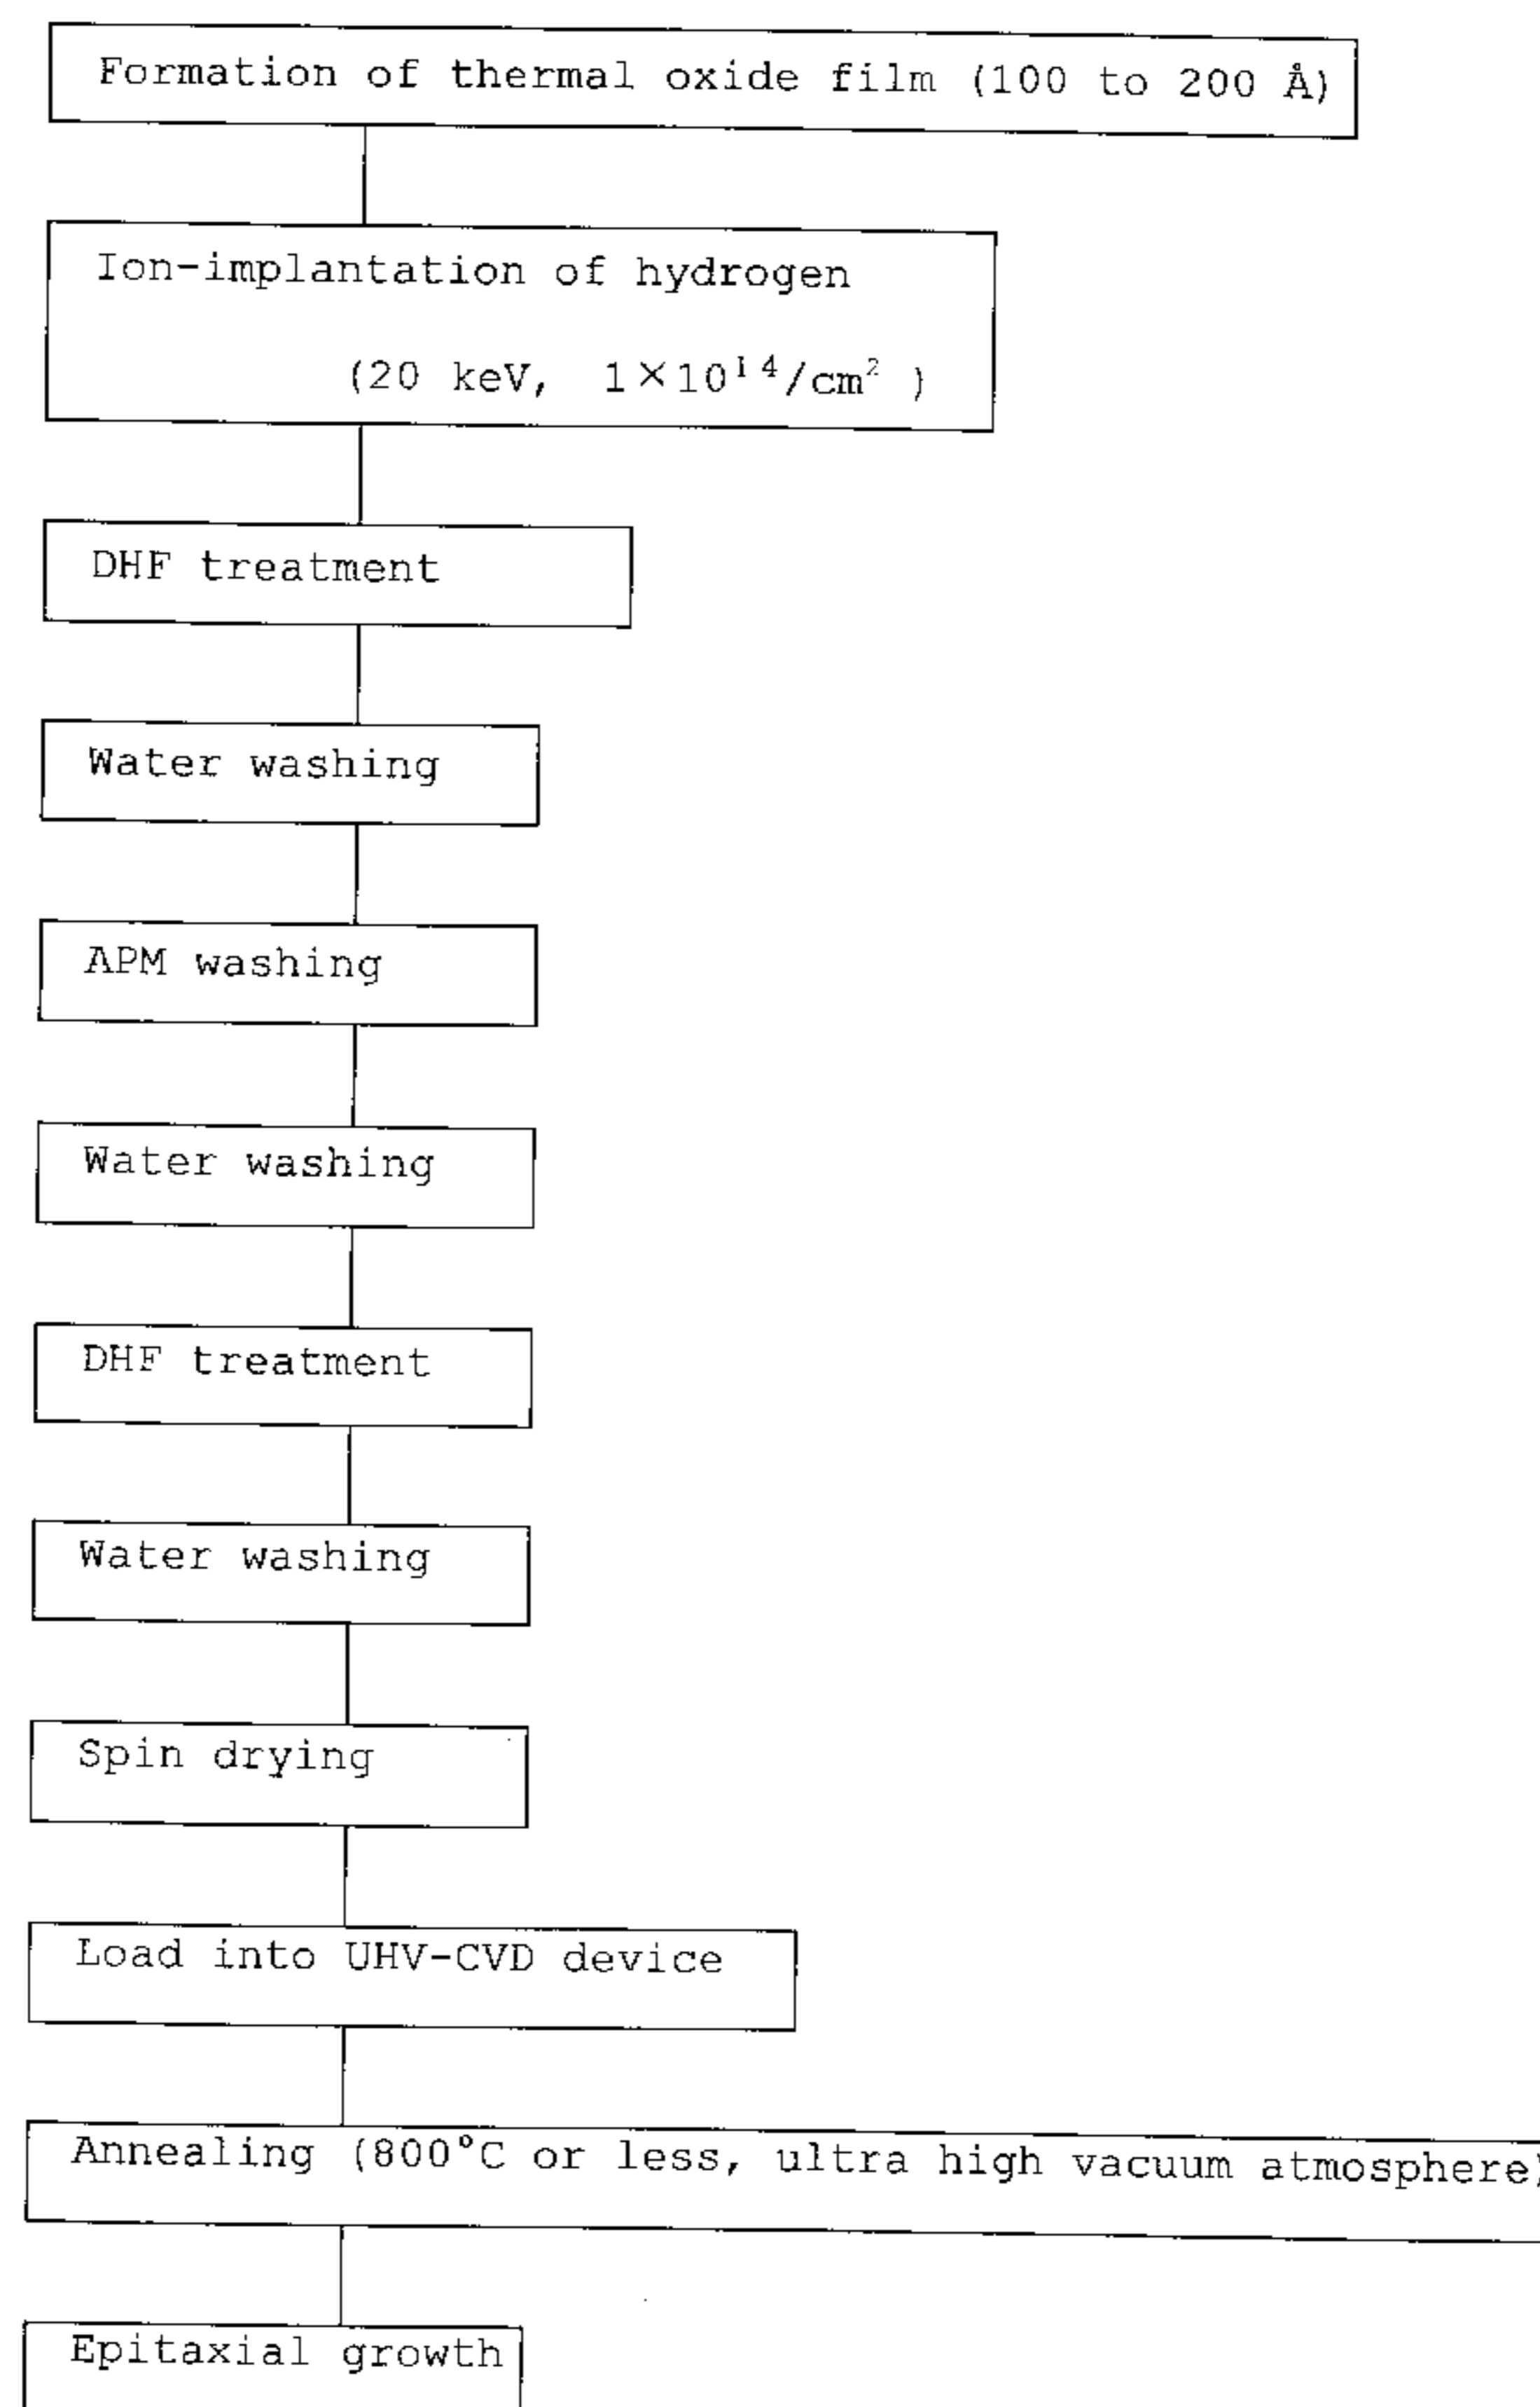 Formation of thermal oxide film (100 to 200 Å)
Ion-implantation of hydrogen
(20 keV, 1×10¹⁴/cm² )
DHF treatment
Water washing
APM washing
Water washing
DHF treatment
Water washing
Spin drying
Load into UHV-CVD device
Annealing (800°C or less, ultra high vacuum atmosphere)
Epitaxial growth